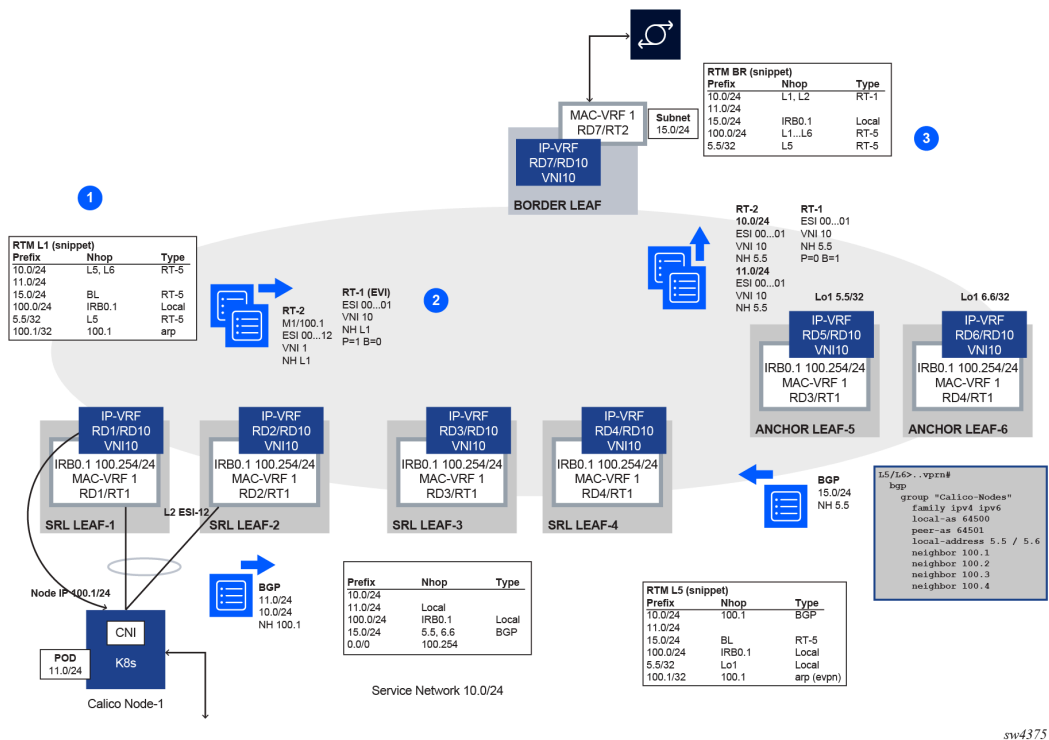 RTM BR (snippet)
Prefix Nhop Type
10.0/24 L1, L2 RT-1
11.0/24
15.0/24 IRB0.1 Local
100.0/24 L1...L6 RT-5
5.5/32 L5 RT-5
MAC-VRF 1
RD7/RT2
Subnet
15.0/24
IP-VRF
RD7/RD10
VNI10
BORDER LEAF
3
1
RTM L1 (snippet)
Prefix Nhop Type
10.0/24 L5, L6 RT-5
11.0/24
15.0/24 BL RT-5
100.0/24 IRB0.1 Local
5.5/32 L5 RT-5
100.1/32 100.1 arp
RT-2
M1/100.1
ESI 00...12
VNI 1
NH L1
RT-1 (EVI)
ESI 00...01
VNI 10
NH L1
P=1 B=0
2
RT-2
10.0/24
ESI 00...01
VNI 10
NH 5.5
11.0/24
ESI 00...01
VNI 10
NH 5.5
RT-1
ESI 00...01
VNI 10
NH 5.5
P=0 B=1
Lo1 5.5/32
IP-VRF
RD5/RD10
VNI10
IRB0.1 100.254/24
MAC-VRF 1
RD3/RT1
ANCHOR LEAF-5
Lo1 6.6/32
IP-VRF
RD6/RD10
VNI10
IRB0.1 100.254/24
MAC-VRF 1
RD4/RT1
ANCHOR LEAF-6
IP-VRF
RD1/RD10
VNI10
IRB0.1 100.254/24
MAC-VRF 1
RD1/RT1
SRL LEAF-1
IP-VRF
RD2/RD10
VNI10
IRB0.1 100.254/24
MAC-VRF 1
RD2/RT1
SRL LEAF-2
L2 ESI-12
IP-VRF
RD3/RD10
VNI10
IRB0.1 100.254/24
MAC-VRF 1
RD3/RT1
SRL LEAF-3
IP-VRF
RD4/RD10
VNI10
IRB0.1 100.254/24
MAC-VRF 1
RD4/RT1
SRL LEAF-4
BGP
15.0/24
NH 5.5
L5/L6>..vprn#
bgp
group "Calico-Nodes"
family ipv4 ipv6
local-as 64500
peer-as 64501
local-address 5.5 / 5.6
neighbor 100.1
neighbor 100.2
neighbor 100.3
neighbor 100.4
Node IP 100.1/24
CNI
K8s
POD
11.0/24
Calico Node-1
BGP
11.0/24
10.0/24
NH 100.1
Prefix Nhop Type
10.0/24
11.0/24 Local
100.0/24 IRB0.1 Local
15.0/24 5.5, 6.6 BGP
0.0/0 100.254
Service Network 10.0/24
RTM L5 (snippet)
Prefix Nhop Type
10.0/24 100.1 BGP
11.0/24
15.0/24 BL RT-5
100.0/24 IRB0.1 Local
5.5/32 Lo1 Local
100.1/32 100.1 arp (evpn)
sw4375